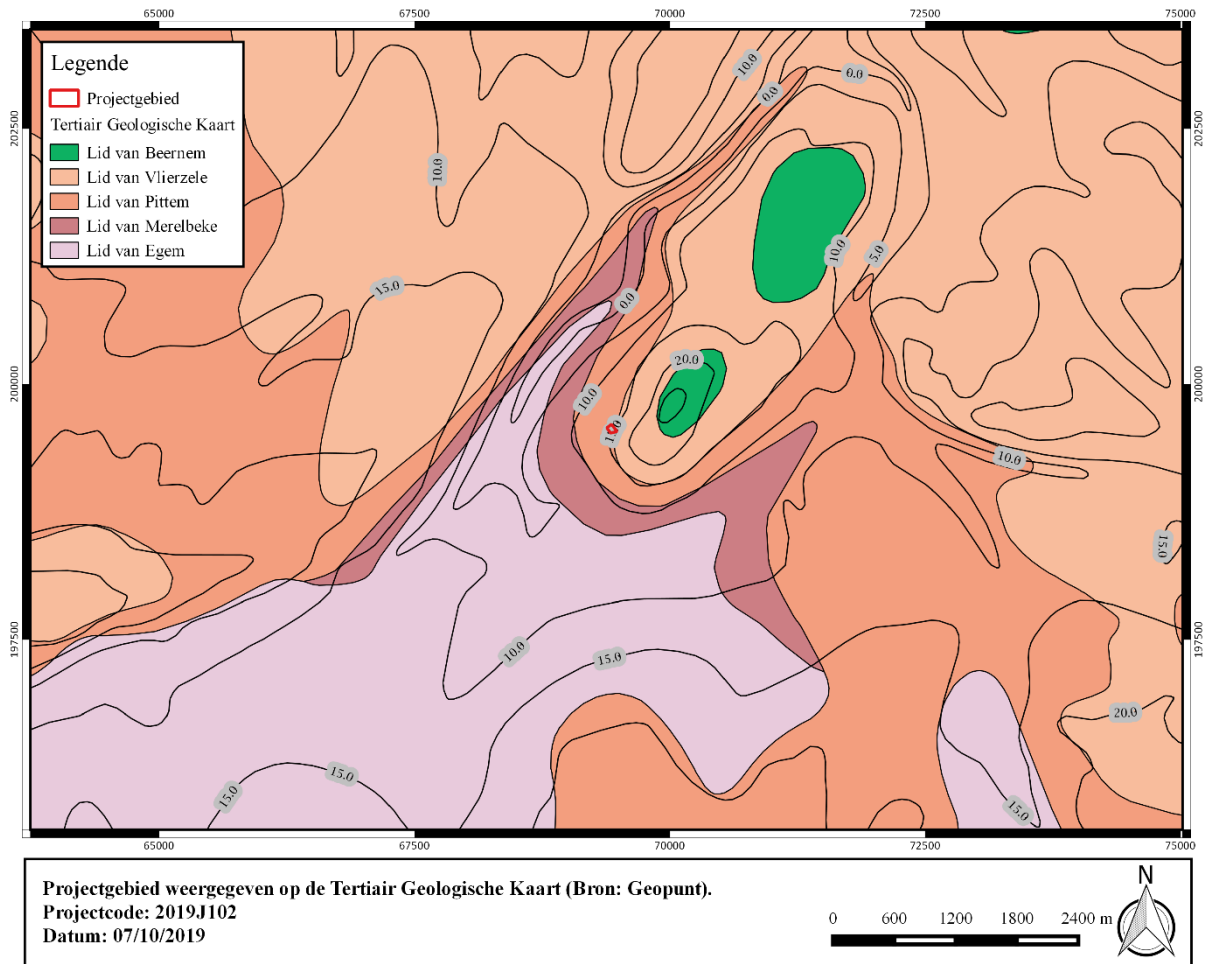 65000 67500 70000 72500 75000
Legende
Projectgebied
Tertiair Geologische Kaart
Lid van Beernem
Lid van Vlierzele
Lid van Pittem
Lid van Merelbeke
Lid van Egem
10.0
0.0
0.0
202500
202500
10.0
10.0
5.0
15.0
0.0
20.0
200000
200000
10.0
10.0
15.0
197500
197500
10.0
15.0
20.0
15.0
15.0
15.0
65000 67500 70000 72500 75000
Projectgebied weergegeven op de Tertiair Geologische Kaart (Bron: Geopunt).
Projectcode: 2019J102
Datum: 07/10/2019
0 600 1200 1800 2400 m
N